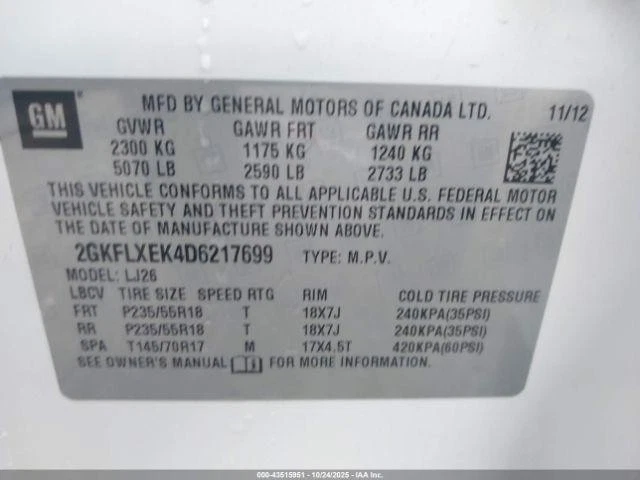 GM
MFD BY GENERAL MOTORS OF CANADA LTD. 11/12
GVWR GAWR FRT GAWR RR
2300 KG 1175 KG 1240 KG
5070 LB 2590 LB 2733 LB
THIS VEHICLE CONFORMS TO ALL APPLICABLE U.S. FEDERAL MOTOR
VEHICLE SAFETY AND THEFT PREVENTION STANDARDS IN EFFECT ON
THE DATE OF MANUFACTURE SHOWN ABOVE.
2GKFLXEK4D6217699 TYPE: M.P.V.
MODEL: LJ26
LBCV TIRE SIZE SPEED RTG RIM COLD TIRE PRESSURE
FRT P235/55R18 T 18X7J 240KPA(35PSI)
RR P235/55R18 T 18X7J 240KPA(35PSI)
SPA T145/70R17 M 17X4.5T 420KPA(60PSI)
SEE OWNER'S MANUAL FOR MORE INFORMATION.
000-43515951 - 10/24/2025 - Copyright © IAA, LLC